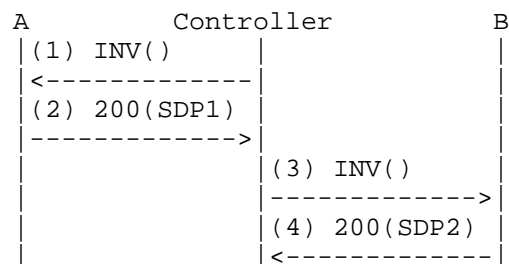 A Controller B
(1) INV()
(2) 200(SDP1)
(3) INV()
(4) 200(SDP2)